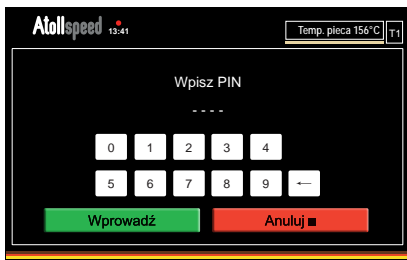 Atollspeed 13:41 Temp. pieca 156°C T1
Wpisz PIN
- - - -
0 1 2 3 4
5 6 7 8 9 ←
Wprowadź Anuluj